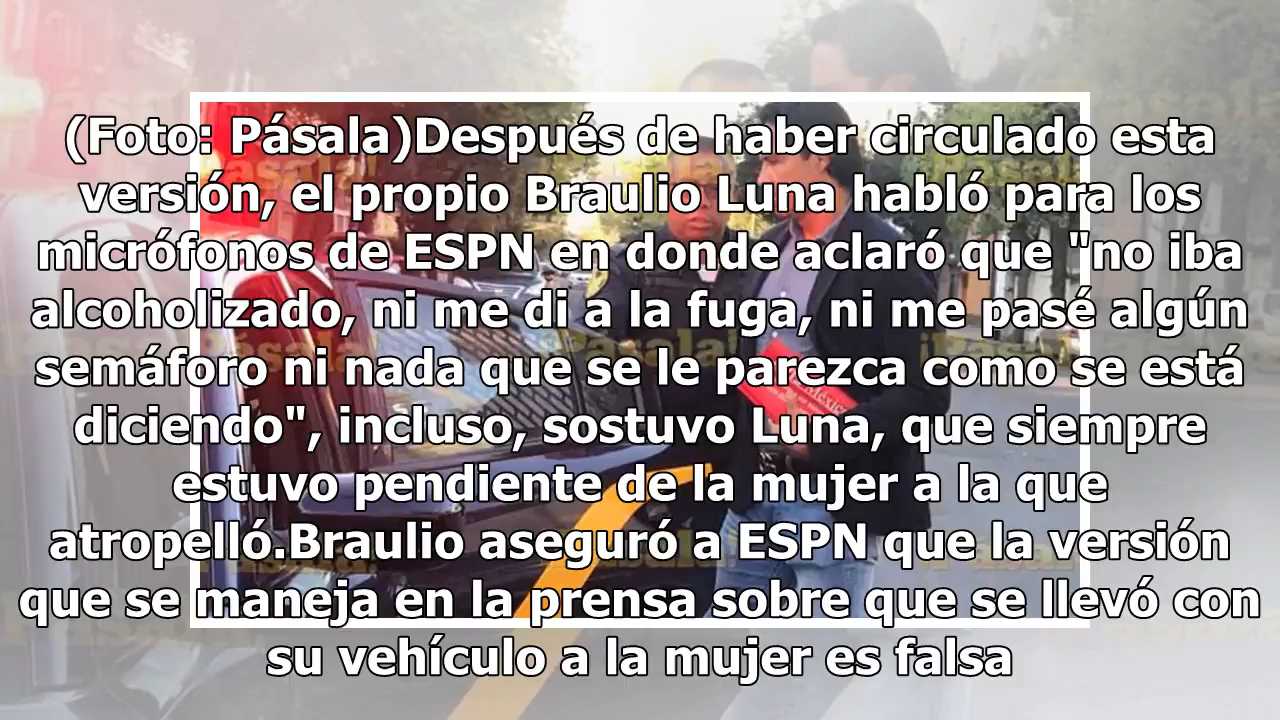 (Foto: Pásala)Después de haber circulado esta
versión, el propio Braulio Luna habló para los
micrófonos de ESPN en donde aclaró que "no iba
alcoholizado, ni me di a la fuga, ni me pasé algún
semáforo ni nada que se le parezca como se está
diciendo", incluso, sostuvo Luna, que siempre
estuvo pendiente de la mujer a la que
atropelló.Braulio aseguró a ESPN que la versión
que se maneja en la prensa sobre que se llevó con
su vehículo a la mujer es falsa
¡Pásala!
México